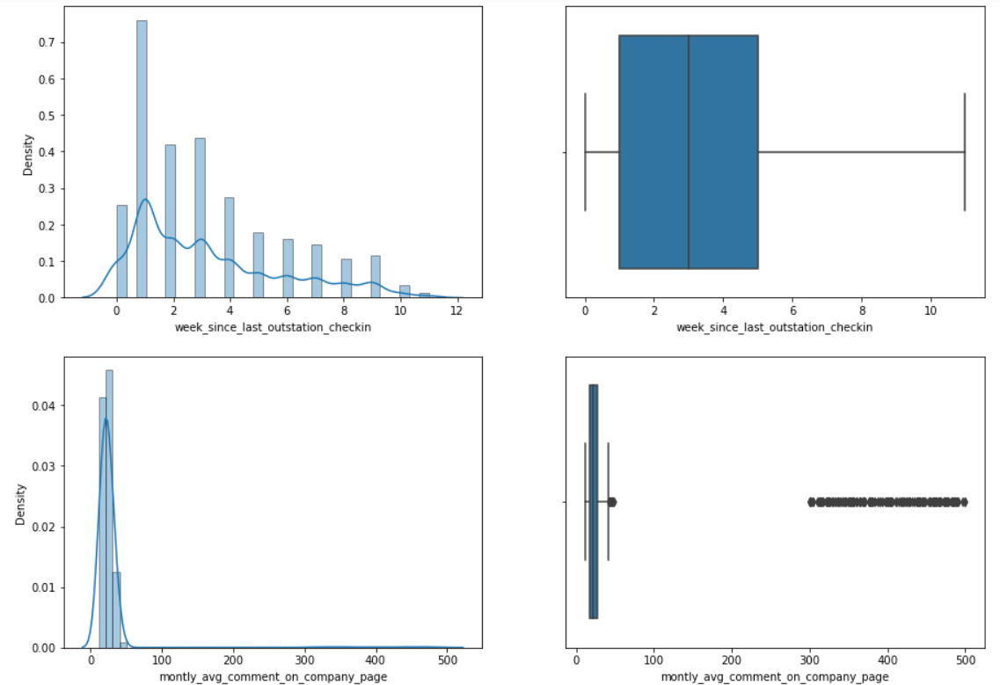 Density
0.7
0.6
0.5
0.4
0.3
0.2
0.1
0.0
0 2 4 6 8 10 12
week_since_last_outstation_checkin
0 2 4 6 8 10
week_since_last_outstation_checkin
Density
0.04
0.03
0.02
0.01
0.00
0 100 200 300 400 500
montly_avg_comment_on_company_page
0 100 200 300 400 500
montly_avg_comment_on_company_page